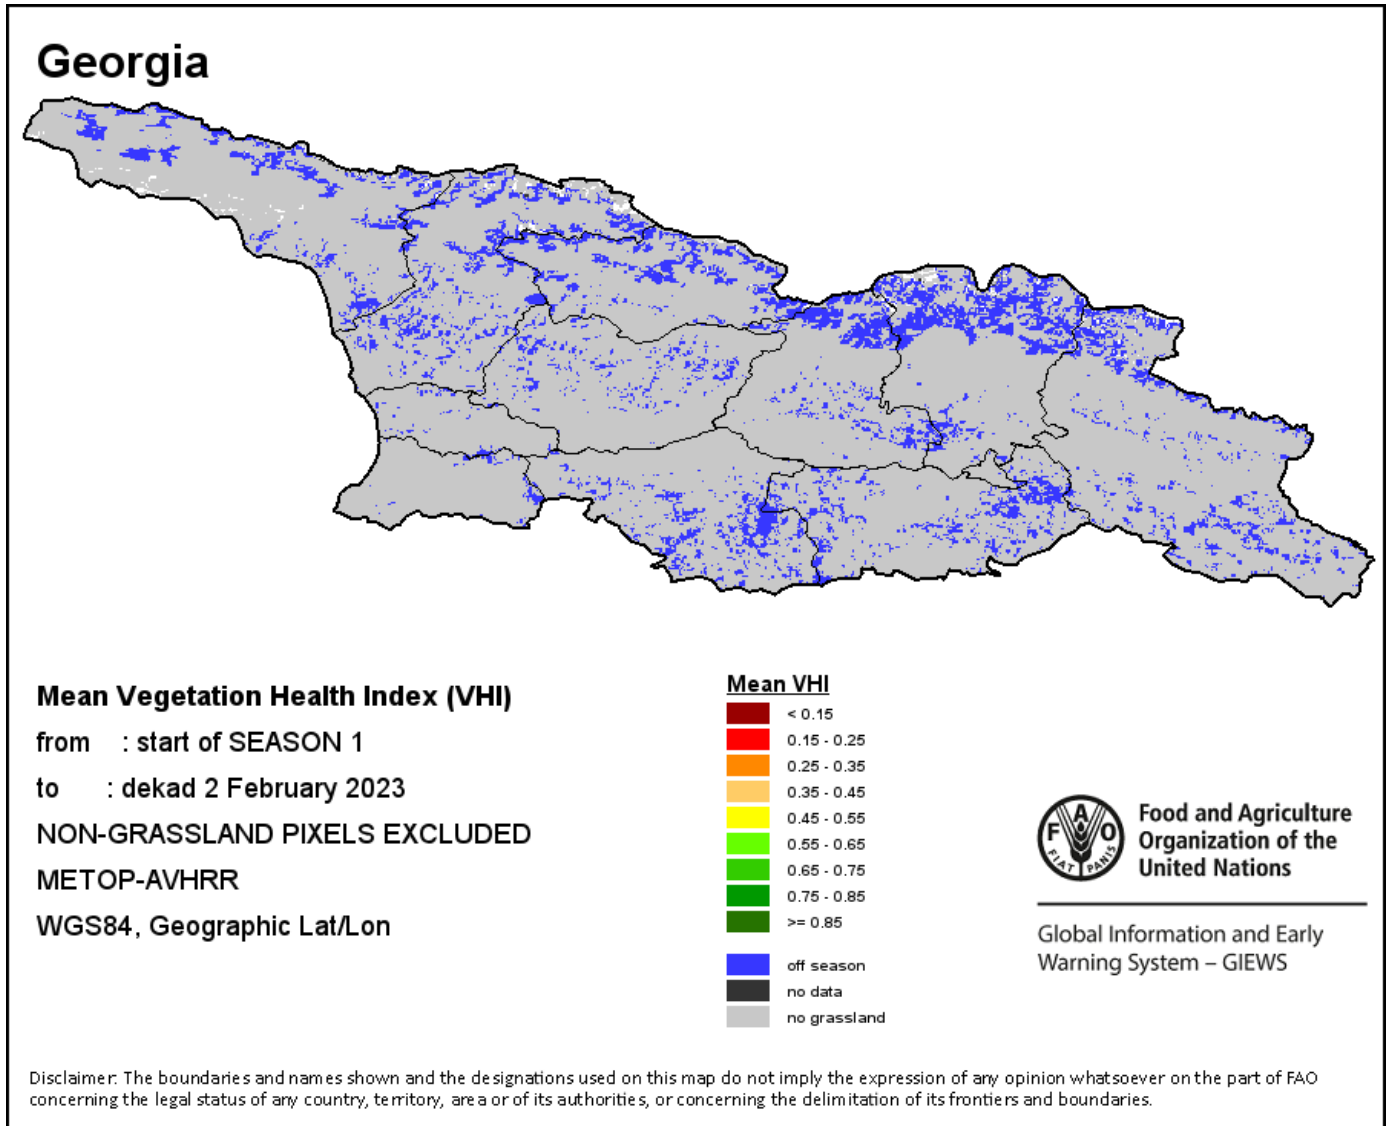 Georgia
Mean Vegetation Health Index (VHI)
from : start of SEASON 1
to : dekad 2 February 2023
NON-GRASSLAND PIXELS EXCLUDED
METOP-AVHRR
WGS84, Geographic Lat/Lon
Mean VHI
< 0.15
0.15 - 0.25
0.25 - 0.35
0.35 - 0.45
0.45 - 0.55
0.55 - 0.65
0.65 - 0.75
0.75 - 0.85
>= 0.85
off season
no data
no grassland
F A O
FIAT PANIS
Food and Agriculture
Organization of the
United Nations
Global Information and Early
Warning System – GIEWS
Disclaimer: The boundaries and names shown and the designations used on this map do not imply the expression of any opinion whatsoever on the part of FAO
concerning the legal status of any country, territory, area or of its authorities, or concerning the delimitation of its frontiers and boundaries.